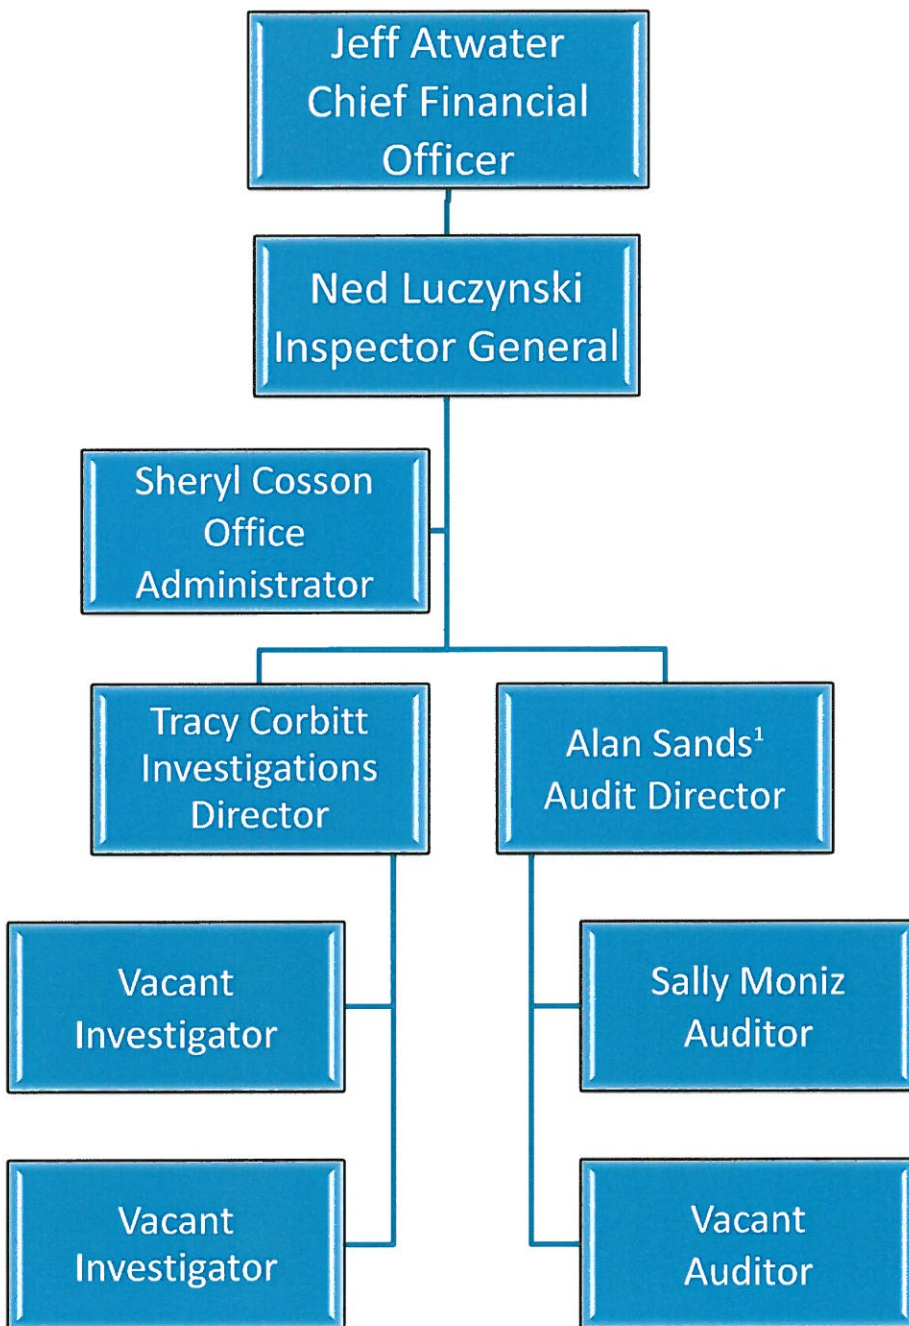 Jeff Atwater
Chief Financial
Officer
Ned Luczynski
Inspector General
Sheryl Cosson
Office
Administrator
Tracy Corbitt
Investigations
Director
Alan Sands¹
Audit Director
Vacant
Investigator
Sally Moniz
Auditor
Vacant
Investigator
Vacant
Auditor